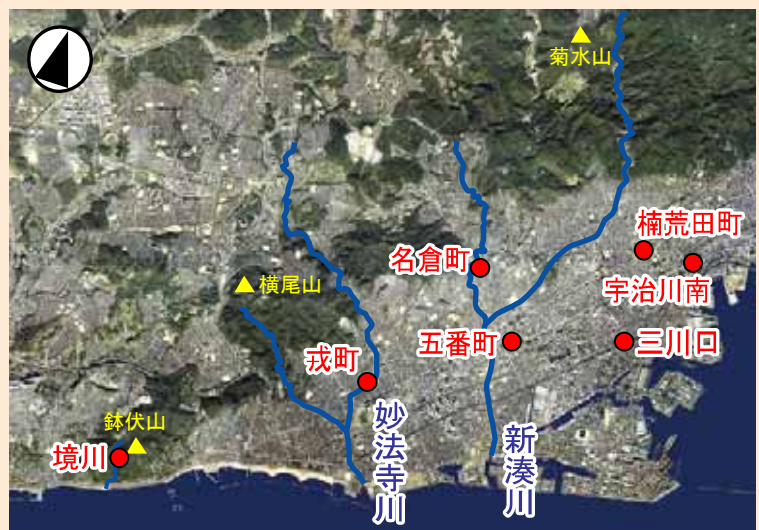 菊水山
楠荒田町
名倉町
宇治川南
横尾山
五番町
三川口
戎町
鉢伏山
境川
妙法寺川
新湊川